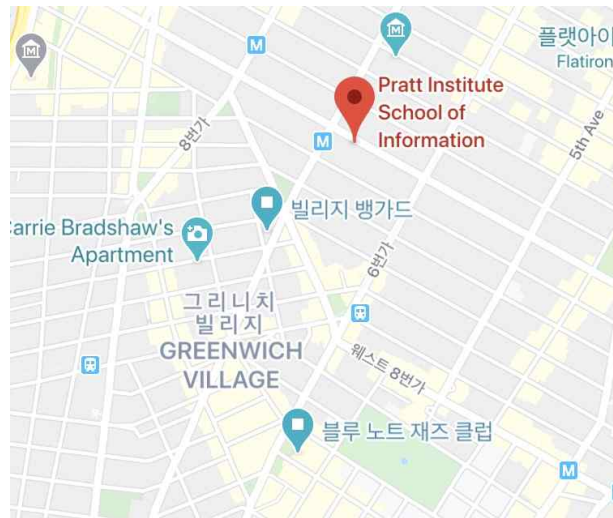 M
플랫아이
Flatiron
Pratt Institute
School of
Information
5th Ave
8번가
M
빌리지 뱅가드
Carrie Bradshaw's
Apartment
6번가
그리니치
빌리지
GREENWICH
VILLAGE
웨스트 8번가
블루 노트 재즈 클럽
M